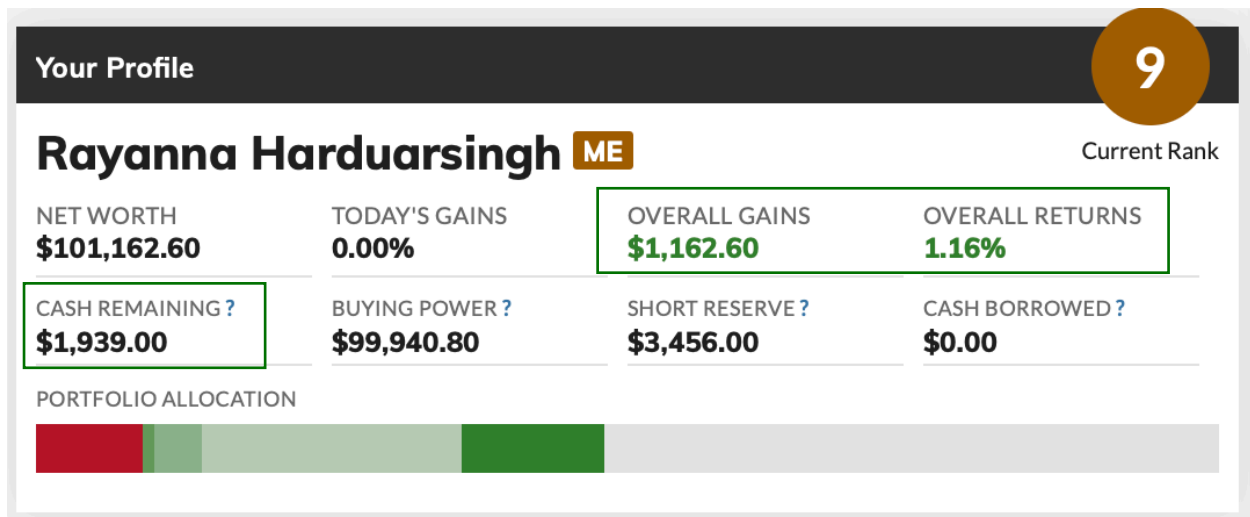 Your Profile
9
Rayanna Harduarsingh ME
Current Rank
NET WORTH TODAY'S GAINS OVERALL GAINS OVERALL RETURNS
$101,162.60 0.00% $1,162.60 1.16%
CASH REMAINING ? BUYING POWER ? SHORT RESERVE ? CASH BORROWED ?
$1,939.00 $99,940.80 $3,456.00 $0.00
PORTFOLIO ALLOCATION